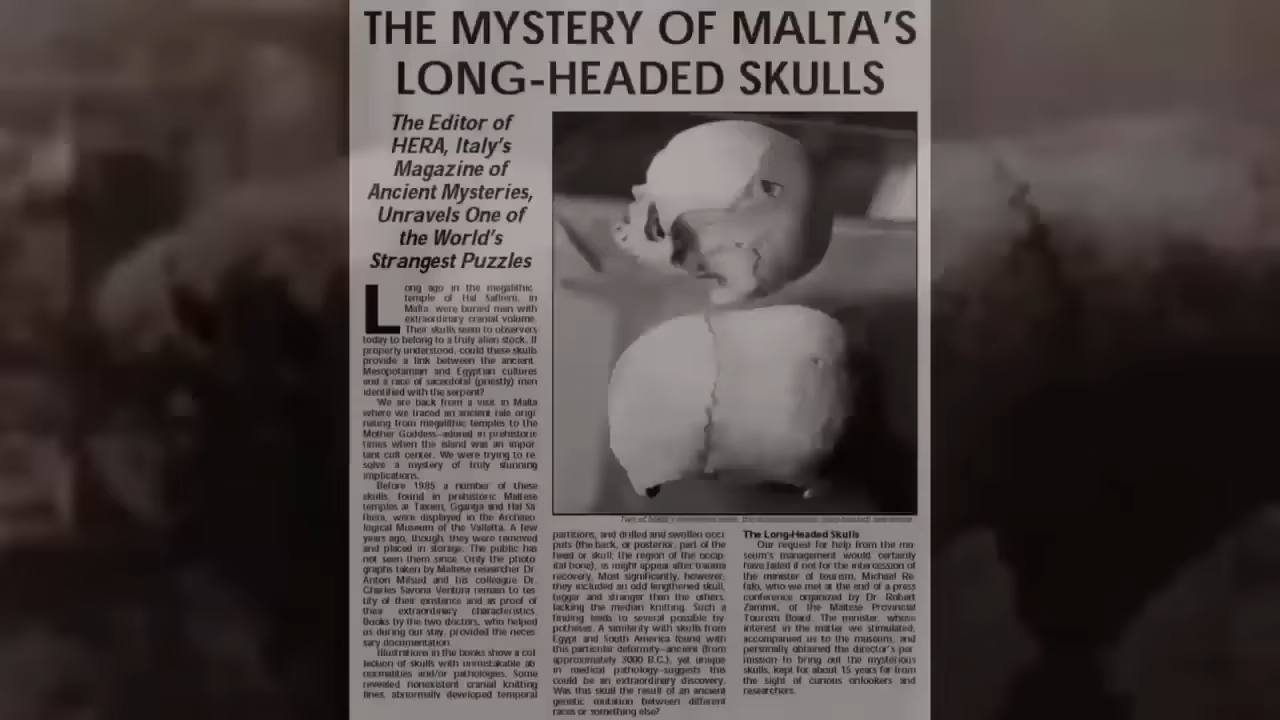 THE MYSTERY OF MALTA'S
LONG-HEADED SKULLS
The Editor of
HERA, Italy's
Magazine of
Ancient Mysteries,
Unravels One of
the World's
Strangest Puzzles
Long ago in the megalithic
temple of Hal Saflieni, in
Malta, were buried men with
extraordinary cranial volume.
Their skulls seem to observers
today to belong to a truly alien stock. If
properly understood, could these skulls
provide a link between the ancient
Mesopotamian and Egyptian cultures
and a race of sacerdotal (priestly) men
identified with the serpent?
We are back from a visit in Malta
where we traced an ancient tale origi-
nating from megalithic temples to the
Mother Goddess–adored in prehistoric
times when the island was an impor-
tant cult center. We were trying to re-
solve a mystery of truly stunning
implications.
Before 1985 a number of these
skulls, found in prehistoric Maltese
temples at Taxien, Ggantja and Hal Sa-
flieni, were displayed in the Archaeo-
logical Museum of the Valletta. A few
years ago, though, they were removed
and placed in storage. The public has
not seen them since. Only the photo-
graphs taken by Maltese researcher Dr.
Anton Mifsud and his colleague Dr.
Charles Savona Ventura remain to tes-
tify of their existence and as proof of
their extraordinary characteristics.
Books by the two doctors, who helped
us during our stay, provided the neces-
sary documentation.
Illustrations in the books show a col-
lection of skulls with unmistakable ab-
normalities and/or pathologies. Some
revealed nonexistent cranial knitting
lines, abnormally developed temporal
partitions, and drilled and swollen occi-
puts (the back, or posterior, part of the
head or skull; the region of the occip-
ital bone), as might appear after trauma
recovery. Most significantly, however,
they included an odd lengthened skull,
bigger and stranger than the others,
lacking the median knitting. Such a
finding leads to several possible hy-
potheses. A similarity with skulls from
Egypt and South America found with
this particular deformity–ancient (from
approximately 3000 B.C.), yet unique
in medical pathology–suggests this
could be an extraordinary discovery.
Was this skull the result of an ancient
genetic mutation between different
races or something else?
The Long-Headed Skulls
Our request for help from the mu-
seum's management would certainly
have failed if not for the intercession of
the minister of tourism, Michael Re-
falo, who we met at the end of a press
conference organized by Dr Robert
Zammit, of the Maltese Provincial
Tourism Board. The minister, whose
interest in the matter we stimulated,
accompanied us to the museum, and
personally obtained the director's per-
mission to bring out the mysterious
skulls, kept for about 15 years far from
the sight of curious onlookers and
researchers.